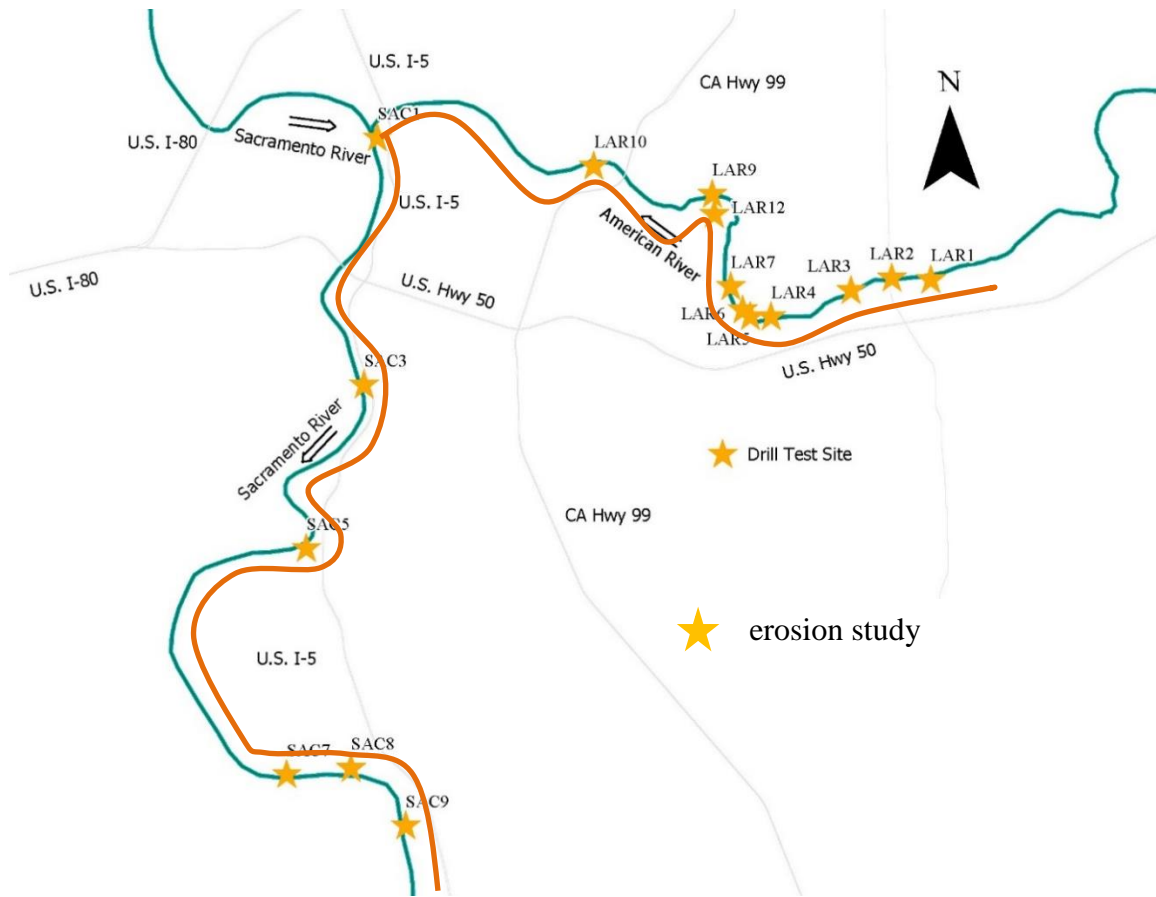 U.S. I-5
CA Hwy 99
N
SAC1
U.S. I-80
Sacramento River
LAR10
LAR9
U.S. I-5
LAR12
American River
LAR7
LAR3
LAR2
LAR1
U.S. I-80
U.S. Hwy 50
LAR4
LAR6
LAR5
U.S. Hwy 50
SAC3
Sacramento River
Drill Test Site
SAC5
CA Hwy 99
erosion study
U.S. I-5
SAC7
SAC8
SAC9